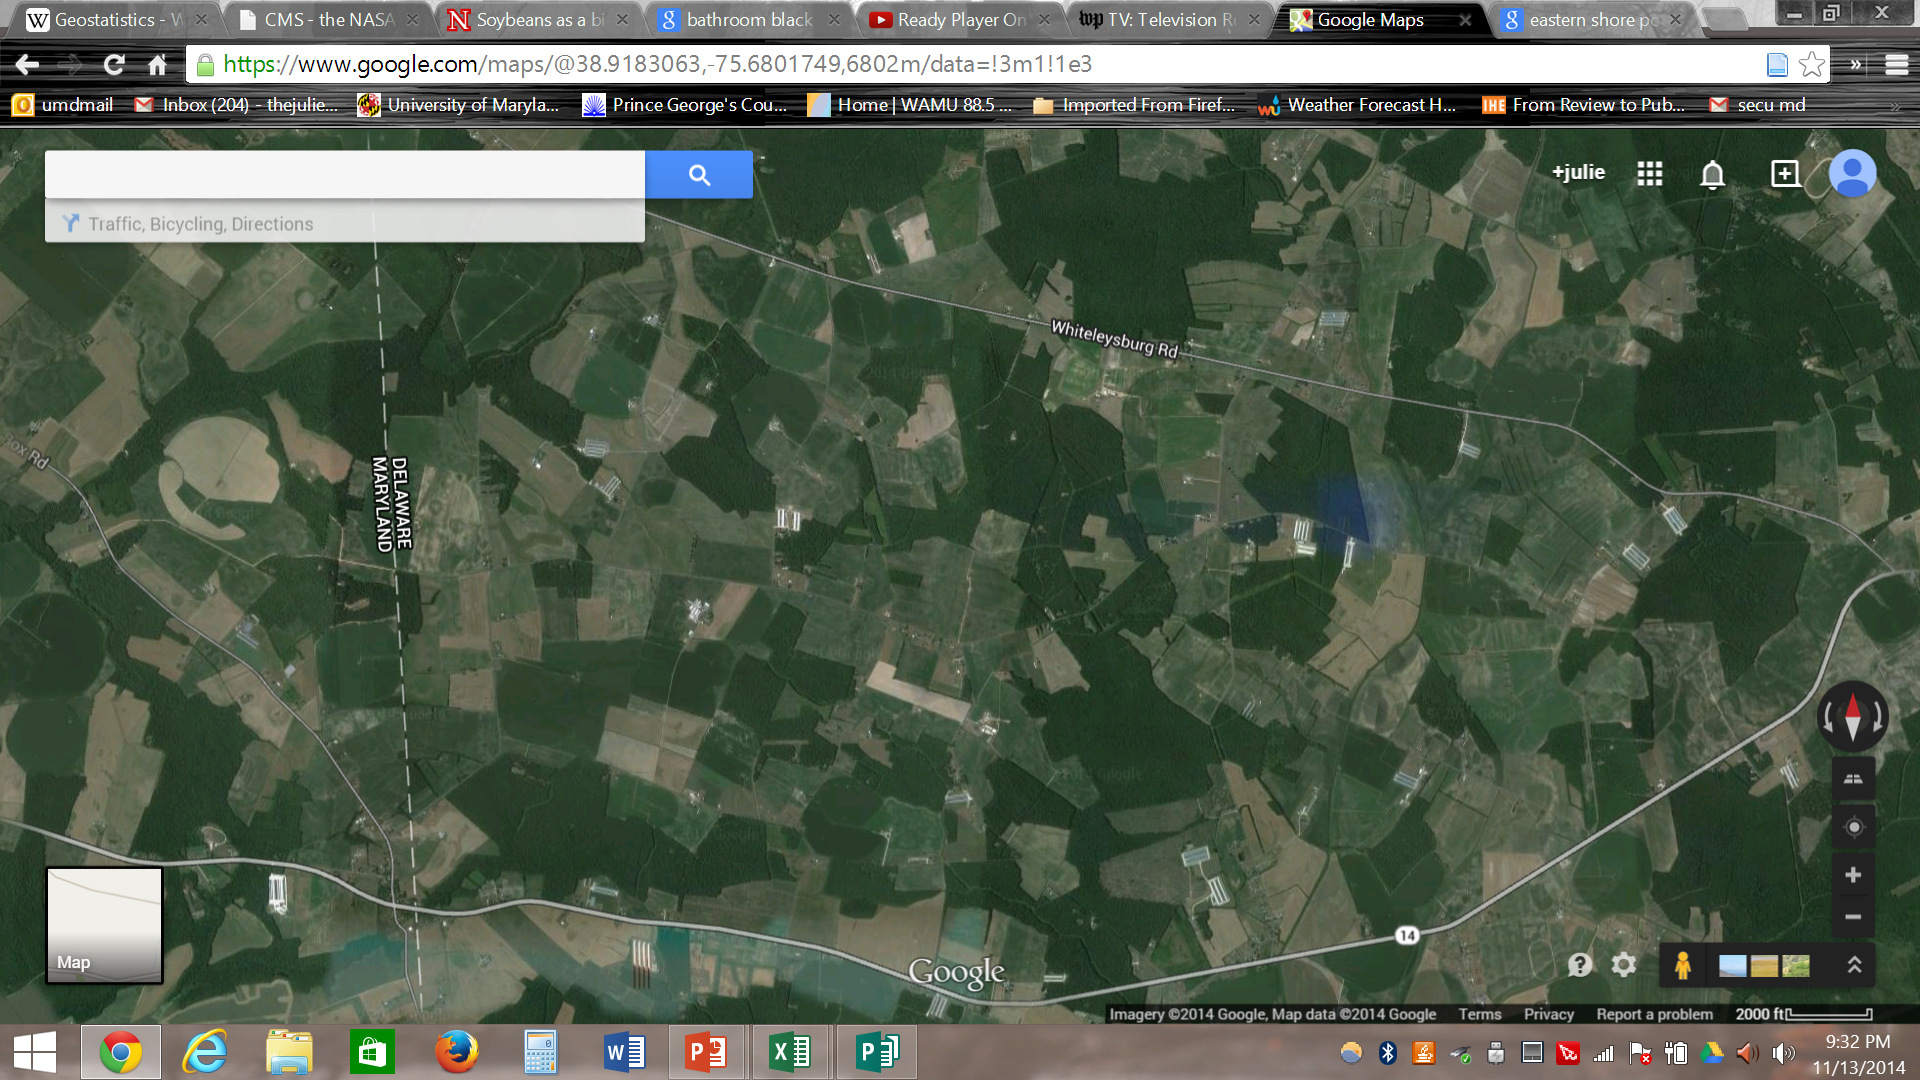 Geostatistics - W
CMS - the NASA
Soybeans as a bi
bathroom black
Ready Player On
TV: Television R
Google Maps
eastern shore po
https://www.google.com/maps/@38.9183063,-75.6801749,6802m/data=!3m1!1e3
umdmail
Inbox (204) - thejulie...
University of Maryla...
Prince George's Cou...
Home | WAMU 88.5 ...
Imported From Firef...
Weather Forecast H...
IHE From Review to Pub...
secu md
+julie
Traffic, Bicycling, Directions
Whiteleysburg Rd
ox Rd
DELAWARE
MARYLAND
14
Map
Google
Imagery ©2014 Google, Map data ©2014 Google
Terms
Privacy
Report a problem
2000 ft
9:32 PM
11/13/2014